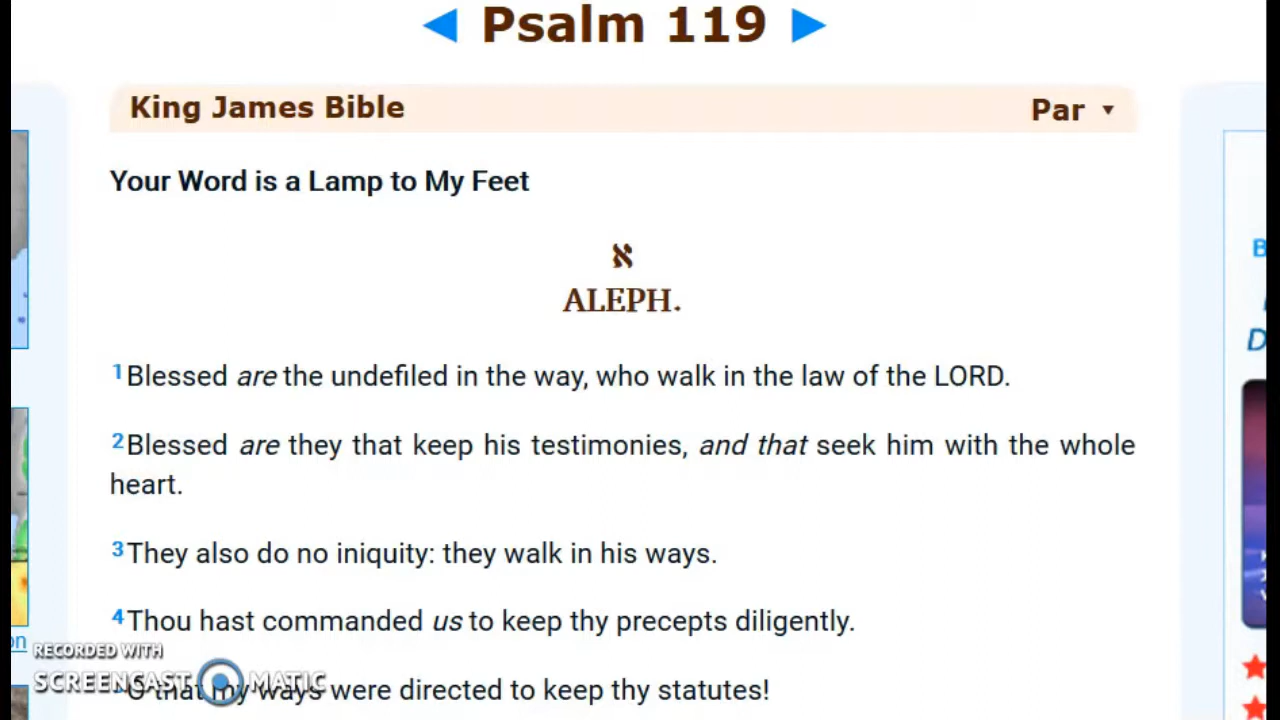 ◄ Psalm 119 ►
King James Bible
Par ▼
Your Word is a Lamp to My Feet
א
ALEPH.
1 Blessed are the undefiled in the way, who walk in the law of the LORD.
2 Blessed are they that keep his testimonies, and that seek him with the whole
heart.
3 They also do no iniquity: they walk in his ways.
4 Thou hast commanded us to keep thy precepts diligently.
O that my ways were directed to keep thy statutes!
on
RECORDED WITH
SCREENCAST MATIC
B
D